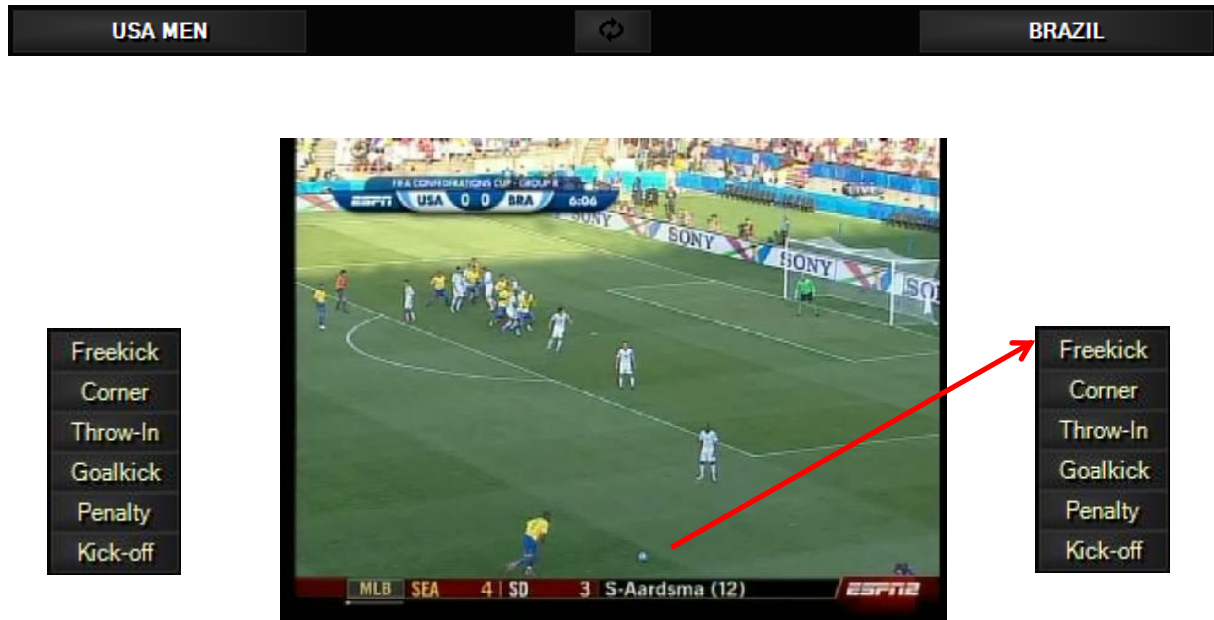 USA MEN
BRAZIL
FIFA CONFEDERATIONS CUP - GROUP B
ESPN USA 0 0 BRA 6:06
SONY
SONY
SONY
SO
Freekick
Corner
Throw-In
Goalkick
Penalty
Kick-off
Freekick
Corner
Throw-In
Goalkick
Penalty
Kick-off
MLB SEA 4 SD 3 S-Aardsma (12) ESPN2